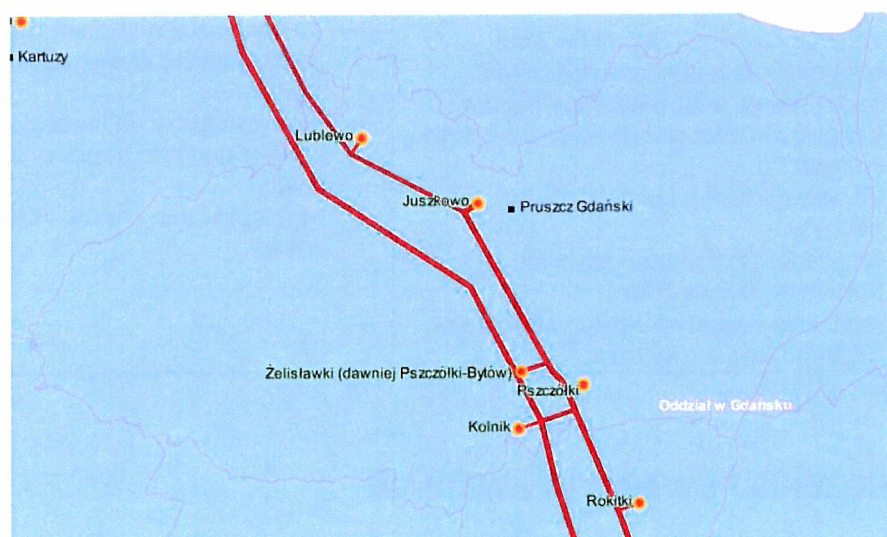 Kartuzy
Lublewo
Juszkowo
Pruszcz Gdański
Żelisławki (dawniej Pszczółki-Bytów)
Pszczółki
Oddział w Gdańsku
Kolnik
Rokitki